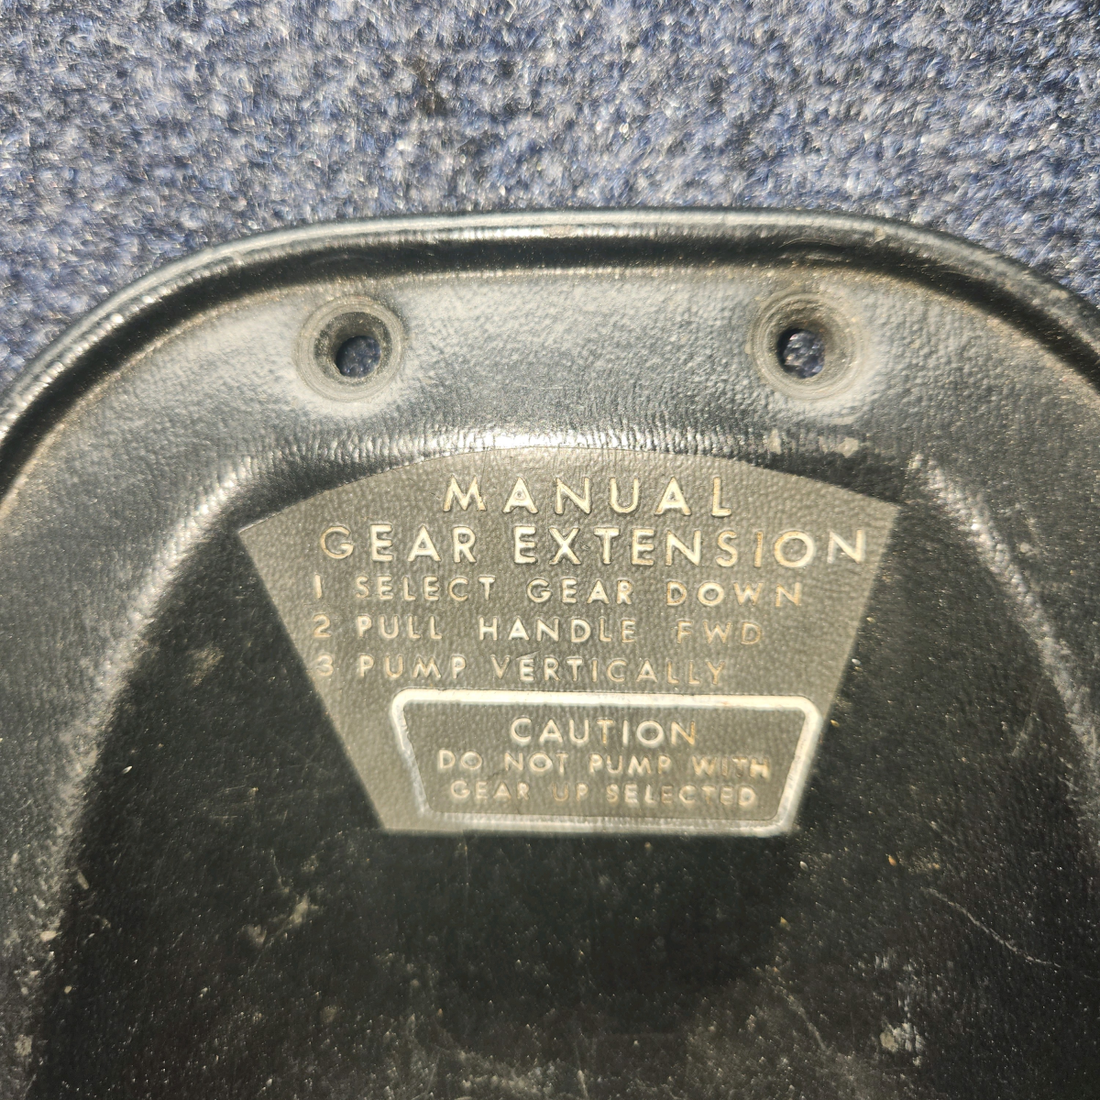 MANUAL
GEAR EXTENSION
1 SELECT GEAR DOWN
2 PULL HANDLE FWD
3 PUMP VERTICALLY
CAUTION
DO NOT PUMP WITH
GEAR UP SELECTED